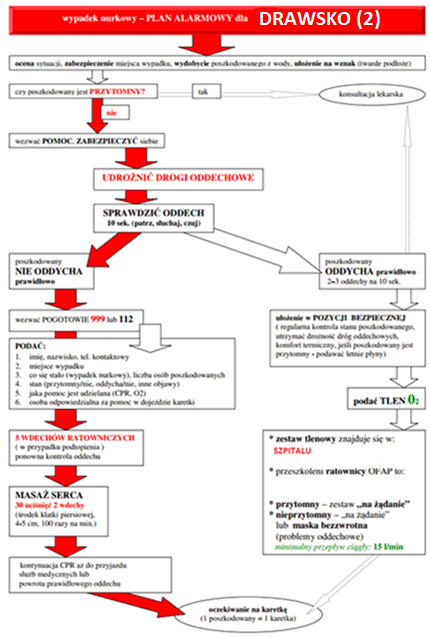 wypadek nurkowy – PLAN ALARMOWY dla DRAWSKO (2)
ocena sytuacji, zabezpieczenie miejsca wypadku, wydobycie poszkodowanego z wody, ułożenie na wznak (twarde podłoże)
czy poszkodowany jest PRZYTOMNY?
tak
konsultacja lekarska
nie
wezwać POMOC, ZABEZPIECZYĆ siebie
UDROŻNIĆ DROGI ODDECHOWE
SPRAWDZIĆ ODDECH
10 sek. (patrz, słuchaj, czuj)
poszkodowany
NIE ODDYCHA
prawidłowo
poszkodowany
ODDYCHA prawidłowo
2–3 oddechy na 10 sek.
wezwać POGOTOWIE 999 lub 112
PODAĆ:
1. imię, nazwisko, tel. kontaktowy
2. miejsce wypadku
3. co się stało (wypadek nurkowy), liczba osób poszkodowanych
4. stan (przytomny/nie, oddycha/nie, inne objawy)
5. jaka pomoc jest udzielana (CPR, O2)
6. osoba odpowiedzialna za pomoc w dojeździe karetki
ułożenie w POZYCJI BEZPIECZNEJ
( regularna kontrola stanu poszkodowanego,
utrzymać drożność dróg oddechowych,
komfort termiczny, jeśli poszkodowany jest
przytomny - podawać letnie płyny)
podać TLEN O₂
5 WDECHÓW RATOWNICZYCH
( w przypadku podtopienia )
ponowna kontrola oddechu
* zestaw tlenowy znajduje się w:
SZPITALU
* przeszkoleni ratownicy OFAP to:
* przytomny – zestaw „na żądanie”
* nieprzytomny – „na żądanie”
lub maska bezzwrotna
(problemy oddechowe)
minimalny przepływ ciągły: 15 l/min
MASAŻ SERCA
30 uciśnięć 2 wdechy
(środek klatki piersiowej,
4-5 cm, 100 razy na min.)
kontynuacja CPR aż do przyjazdu
służb medycznych lub
powrotu prawidłowego oddechu
oczekiwanie na karetkę
(1 poszkodowany = 1 karetka)